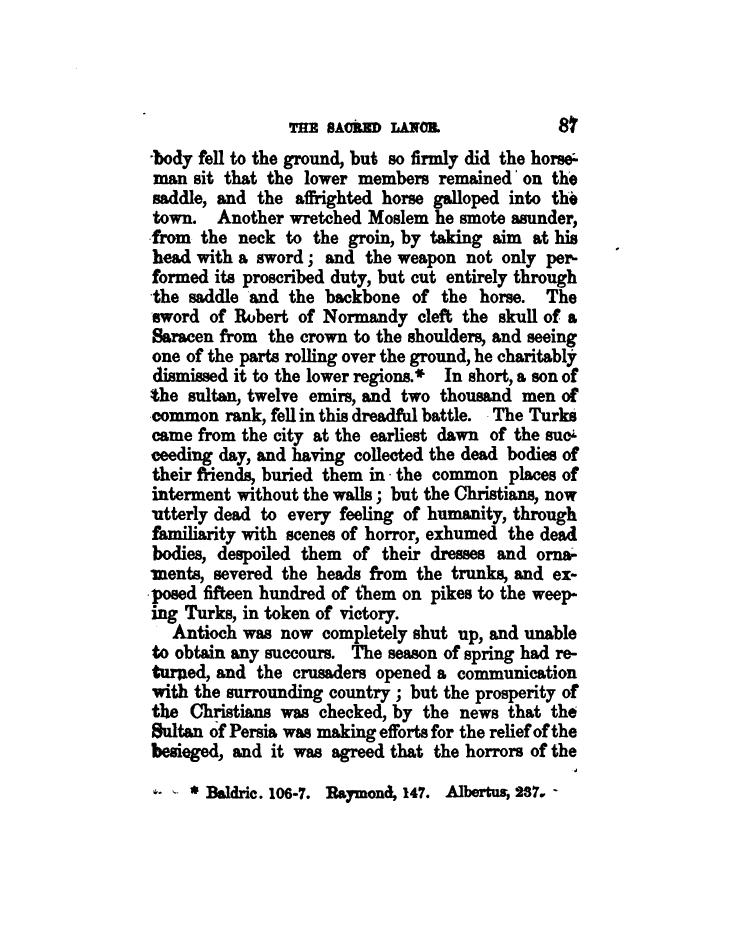 THE SACRED LANCE. 87
body fell to the ground, but so firmly did the horse-
man sit that the lower members remained on the
saddle, and the affrighted horse galloped into the
town. Another wretched Moslem he smote asunder,
from the neck to the groin, by taking aim at his
head with a sword; and the weapon not only per-
formed its proscribed duty, but cut entirely through
the saddle and the backbone of the horse. The
sword of Robert of Normandy cleft the skull of a
Saracen from the crown to the shoulders, and seeing
one of the parts rolling over the ground, he charitably
dismissed it to the lower regions.* In short, a son of
the sultan, twelve emirs, and two thousand men of
common rank, fell in this dreadful battle. The Turks
came from the city at the earliest dawn of the suc-
ceeding day, and having collected the dead bodies of
their friends, buried them in the common places of
interment without the walls; but the Christians, now
utterly dead to every feeling of humanity, through
familiarity with scenes of horror, exhumed the dead
bodies, despoiled them of their dresses and orna-
ments, severed the heads from the trunks, and ex-
posed fifteen hundred of them on pikes to the weep-
ing Turks, in token of victory.
Antioch was now completely shut up, and unable
to obtain any succours. The season of spring had re-
turned, and the crusaders opened a communication
with the surrounding country; but the prosperity of
the Christians was checked, by the news that the
Sultan of Persia was making efforts for the relief of the
besieged, and it was agreed that the horrors of the
* Baldric. 106-7. Raymond, 147. Albertus, 237.